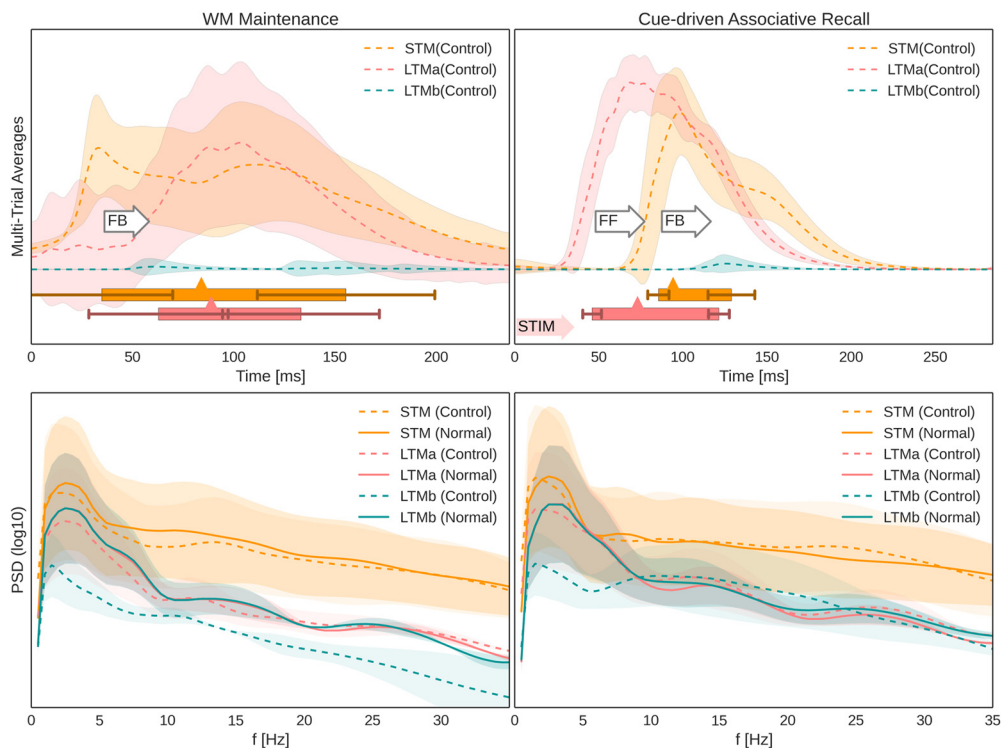 WM Maintenance
Cue-driven Associative Recall
STM(Control)
LTMa(Control)
LTMb(Control)
STM(Control)
LTMa(Control)
LTMb(Control)
Multi-Trial Averages
FB
FF
FB
STIM
0 50 100 150 200
0 50 100 150 200 250
Time [ms]
Time [ms]
STM (Control)
STM (Normal)
LTMa (Control)
LTMa (Normal)
LTMb (Control)
LTMb (Normal)
STM (Control)
STM (Normal)
LTMa (Control)
LTMa (Normal)
LTMb (Control)
LTMb (Normal)
PSD (log10)
0 5 10 15 20 25 30
0 5 10 15 20 25 30 35
f [Hz]
f [Hz]